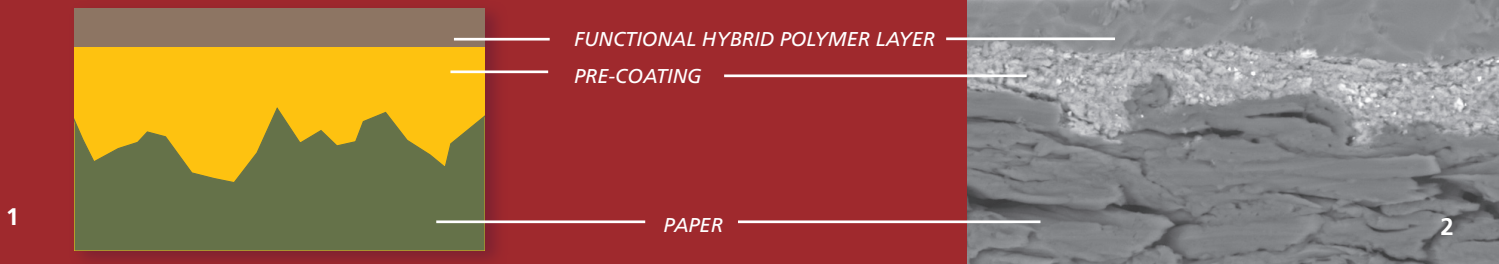 FUNCTIONAL HYBRID POLYMER LAYER
PRE-COATING
PAPER
1
2